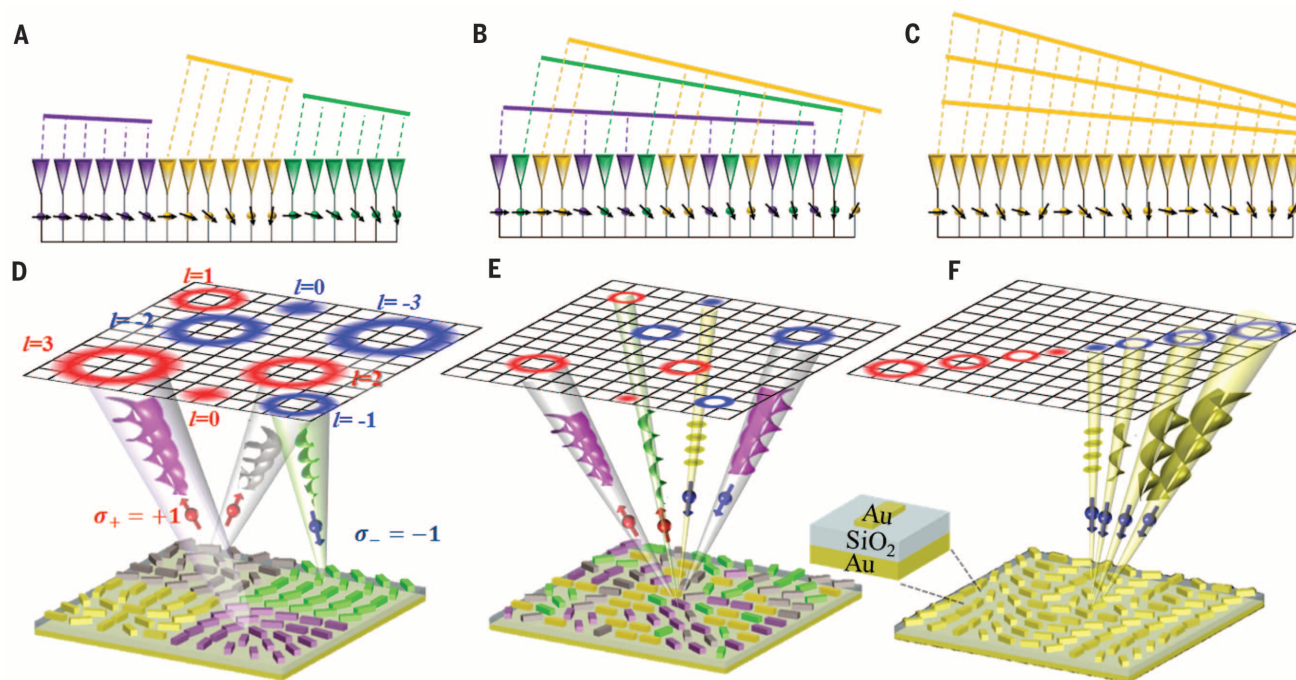 A
B
C
D
E
F
l=1
l=0
l= -3
l= -2
l=3
l=2
l=0
l= -1
σ₊ = +1
σ₋ = −1
Au
SiO₂
Au